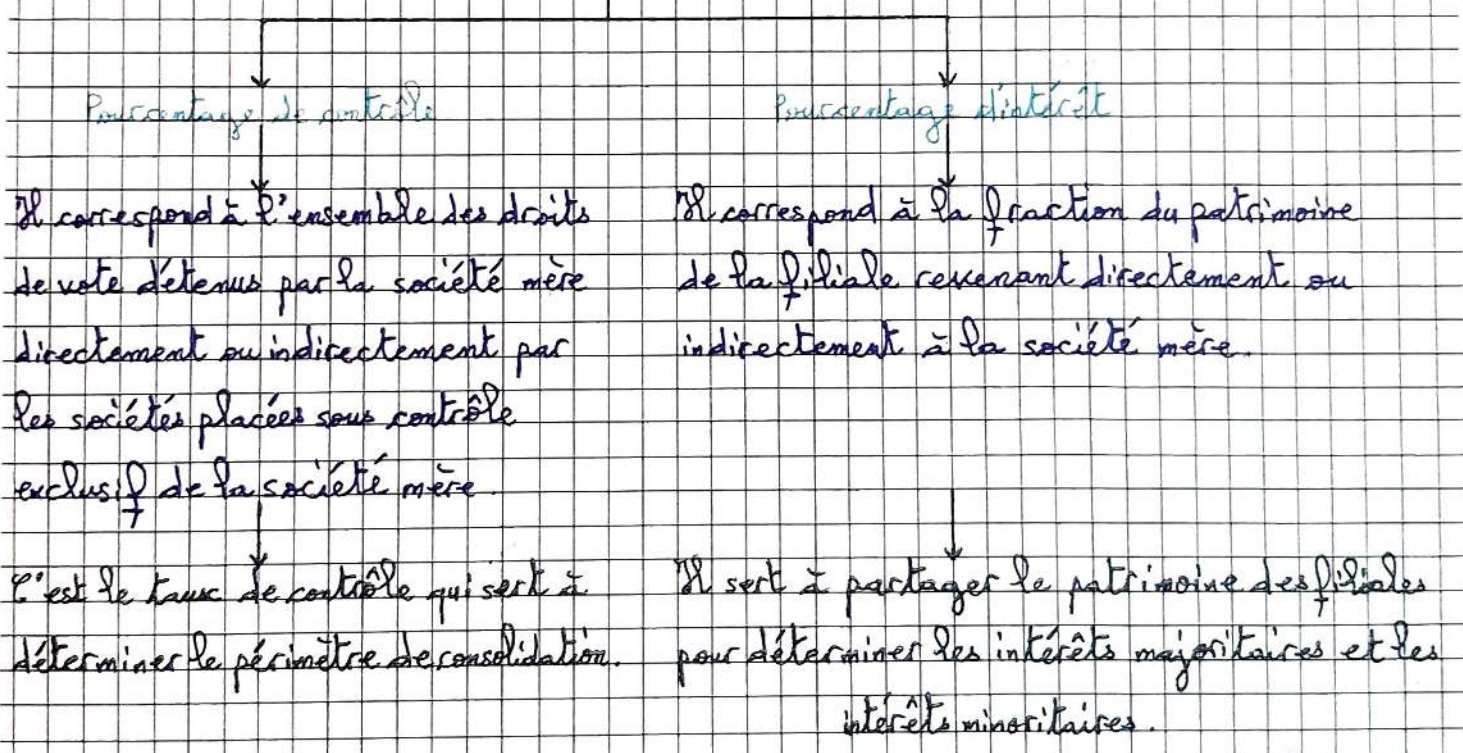 Pourcentage de contrôle
Il correspond à l'ensemble des droits
de vote détenus par la société mère
directement ou indirectement par
les sociétés placées sous contrôle
exclusif de la société mère.
C'est le taux de contrôle qui sert à
déterminer le périmètre de consolidation.
Pourcentage d'intérêt
Il correspond à la fraction du patrimoine
de la filiale revenant directement ou
indirectement à la société mère.
Il sert à partager le patrimoine des filiales
pour déterminer les intérêts majoritaires et les
intérêts minoritaires.